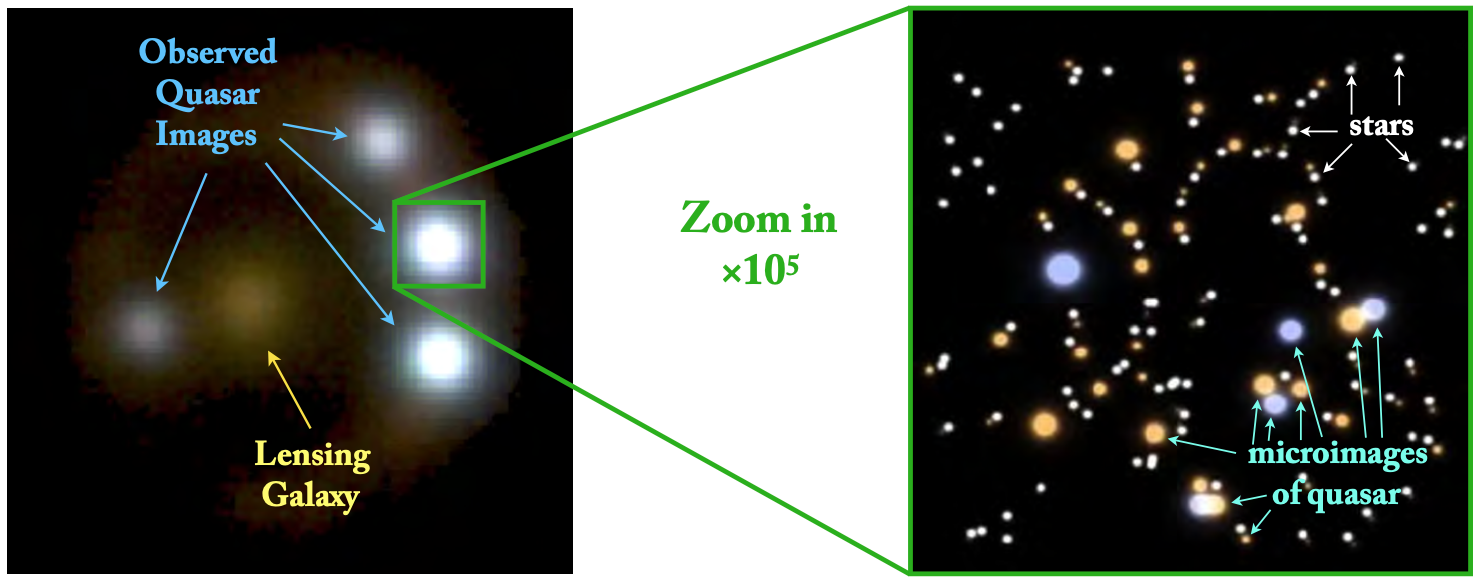 Observed
Quasar
Images
Lensing
Galaxy
Zoom in
×10⁵
stars
microimages
of quasar